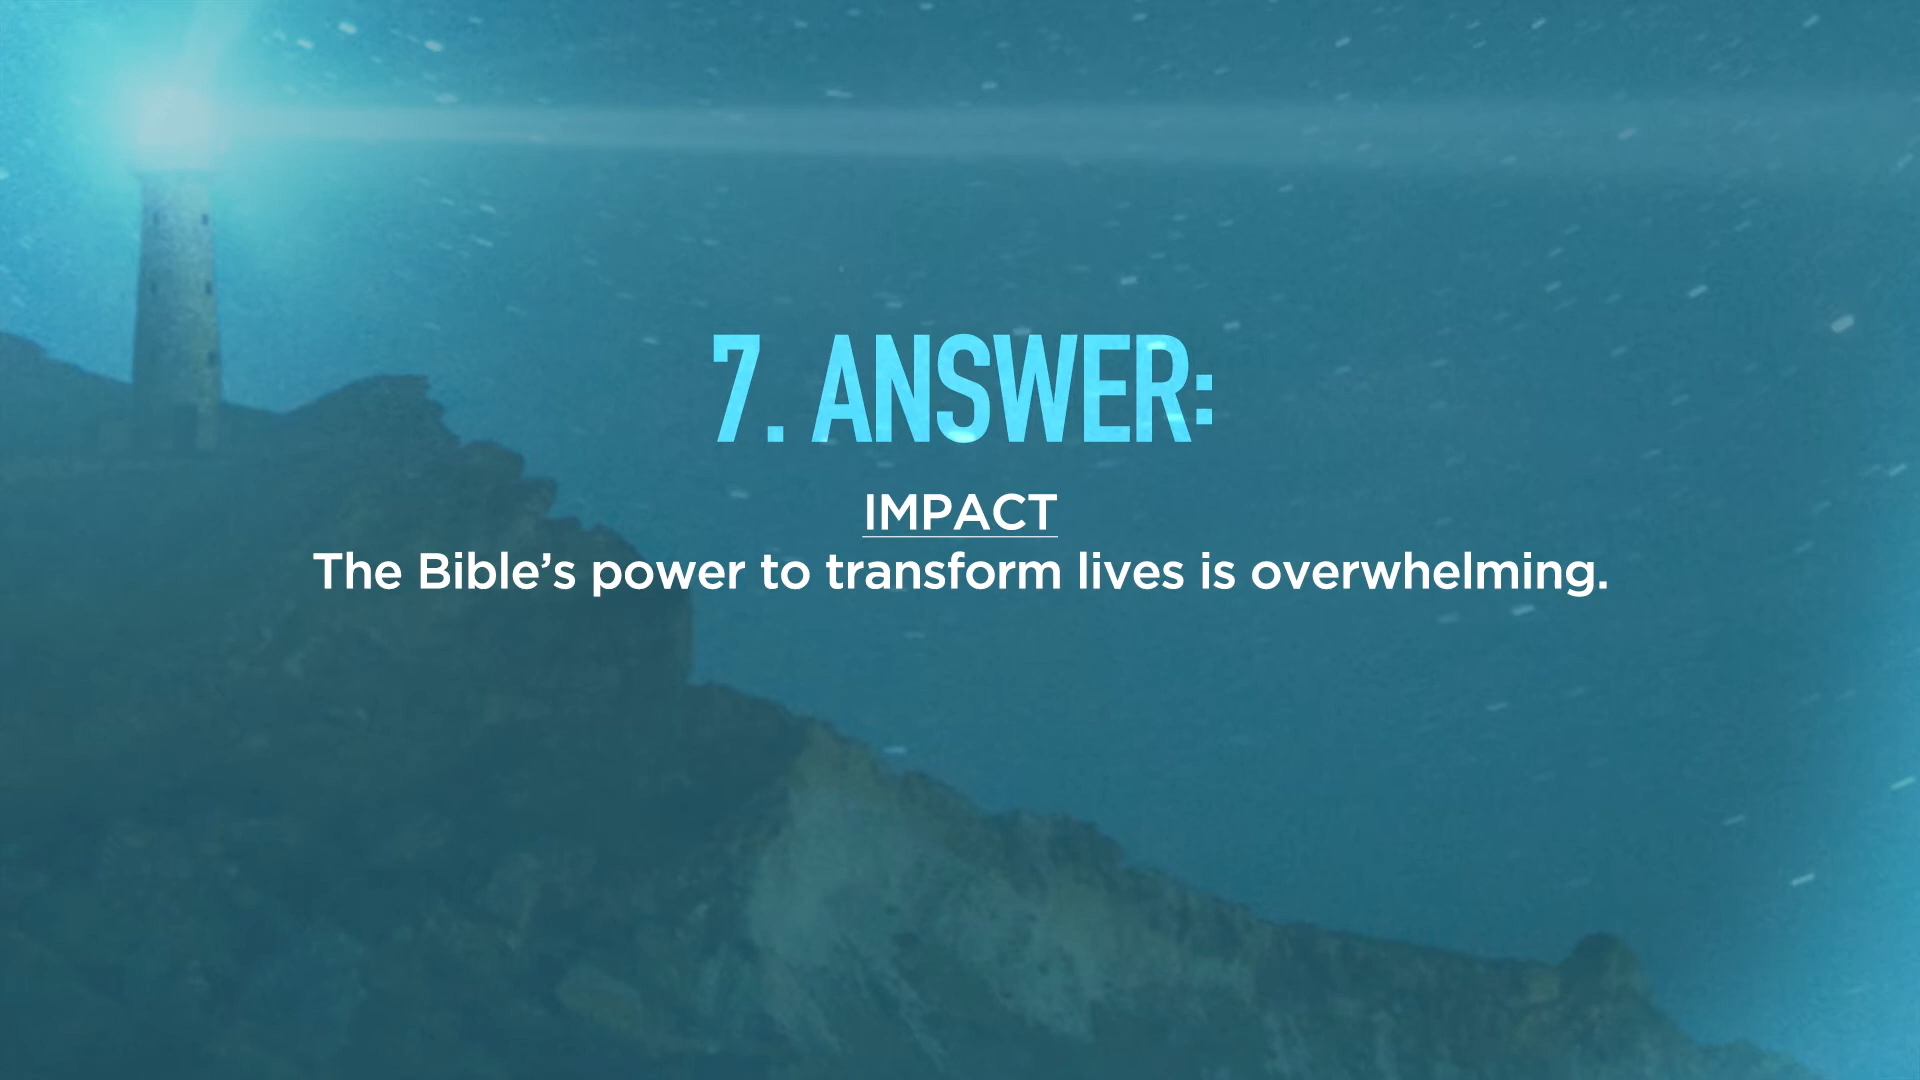 7. ANSWER:
IMPACT
The Bible’s power to transform lives is overwhelming.